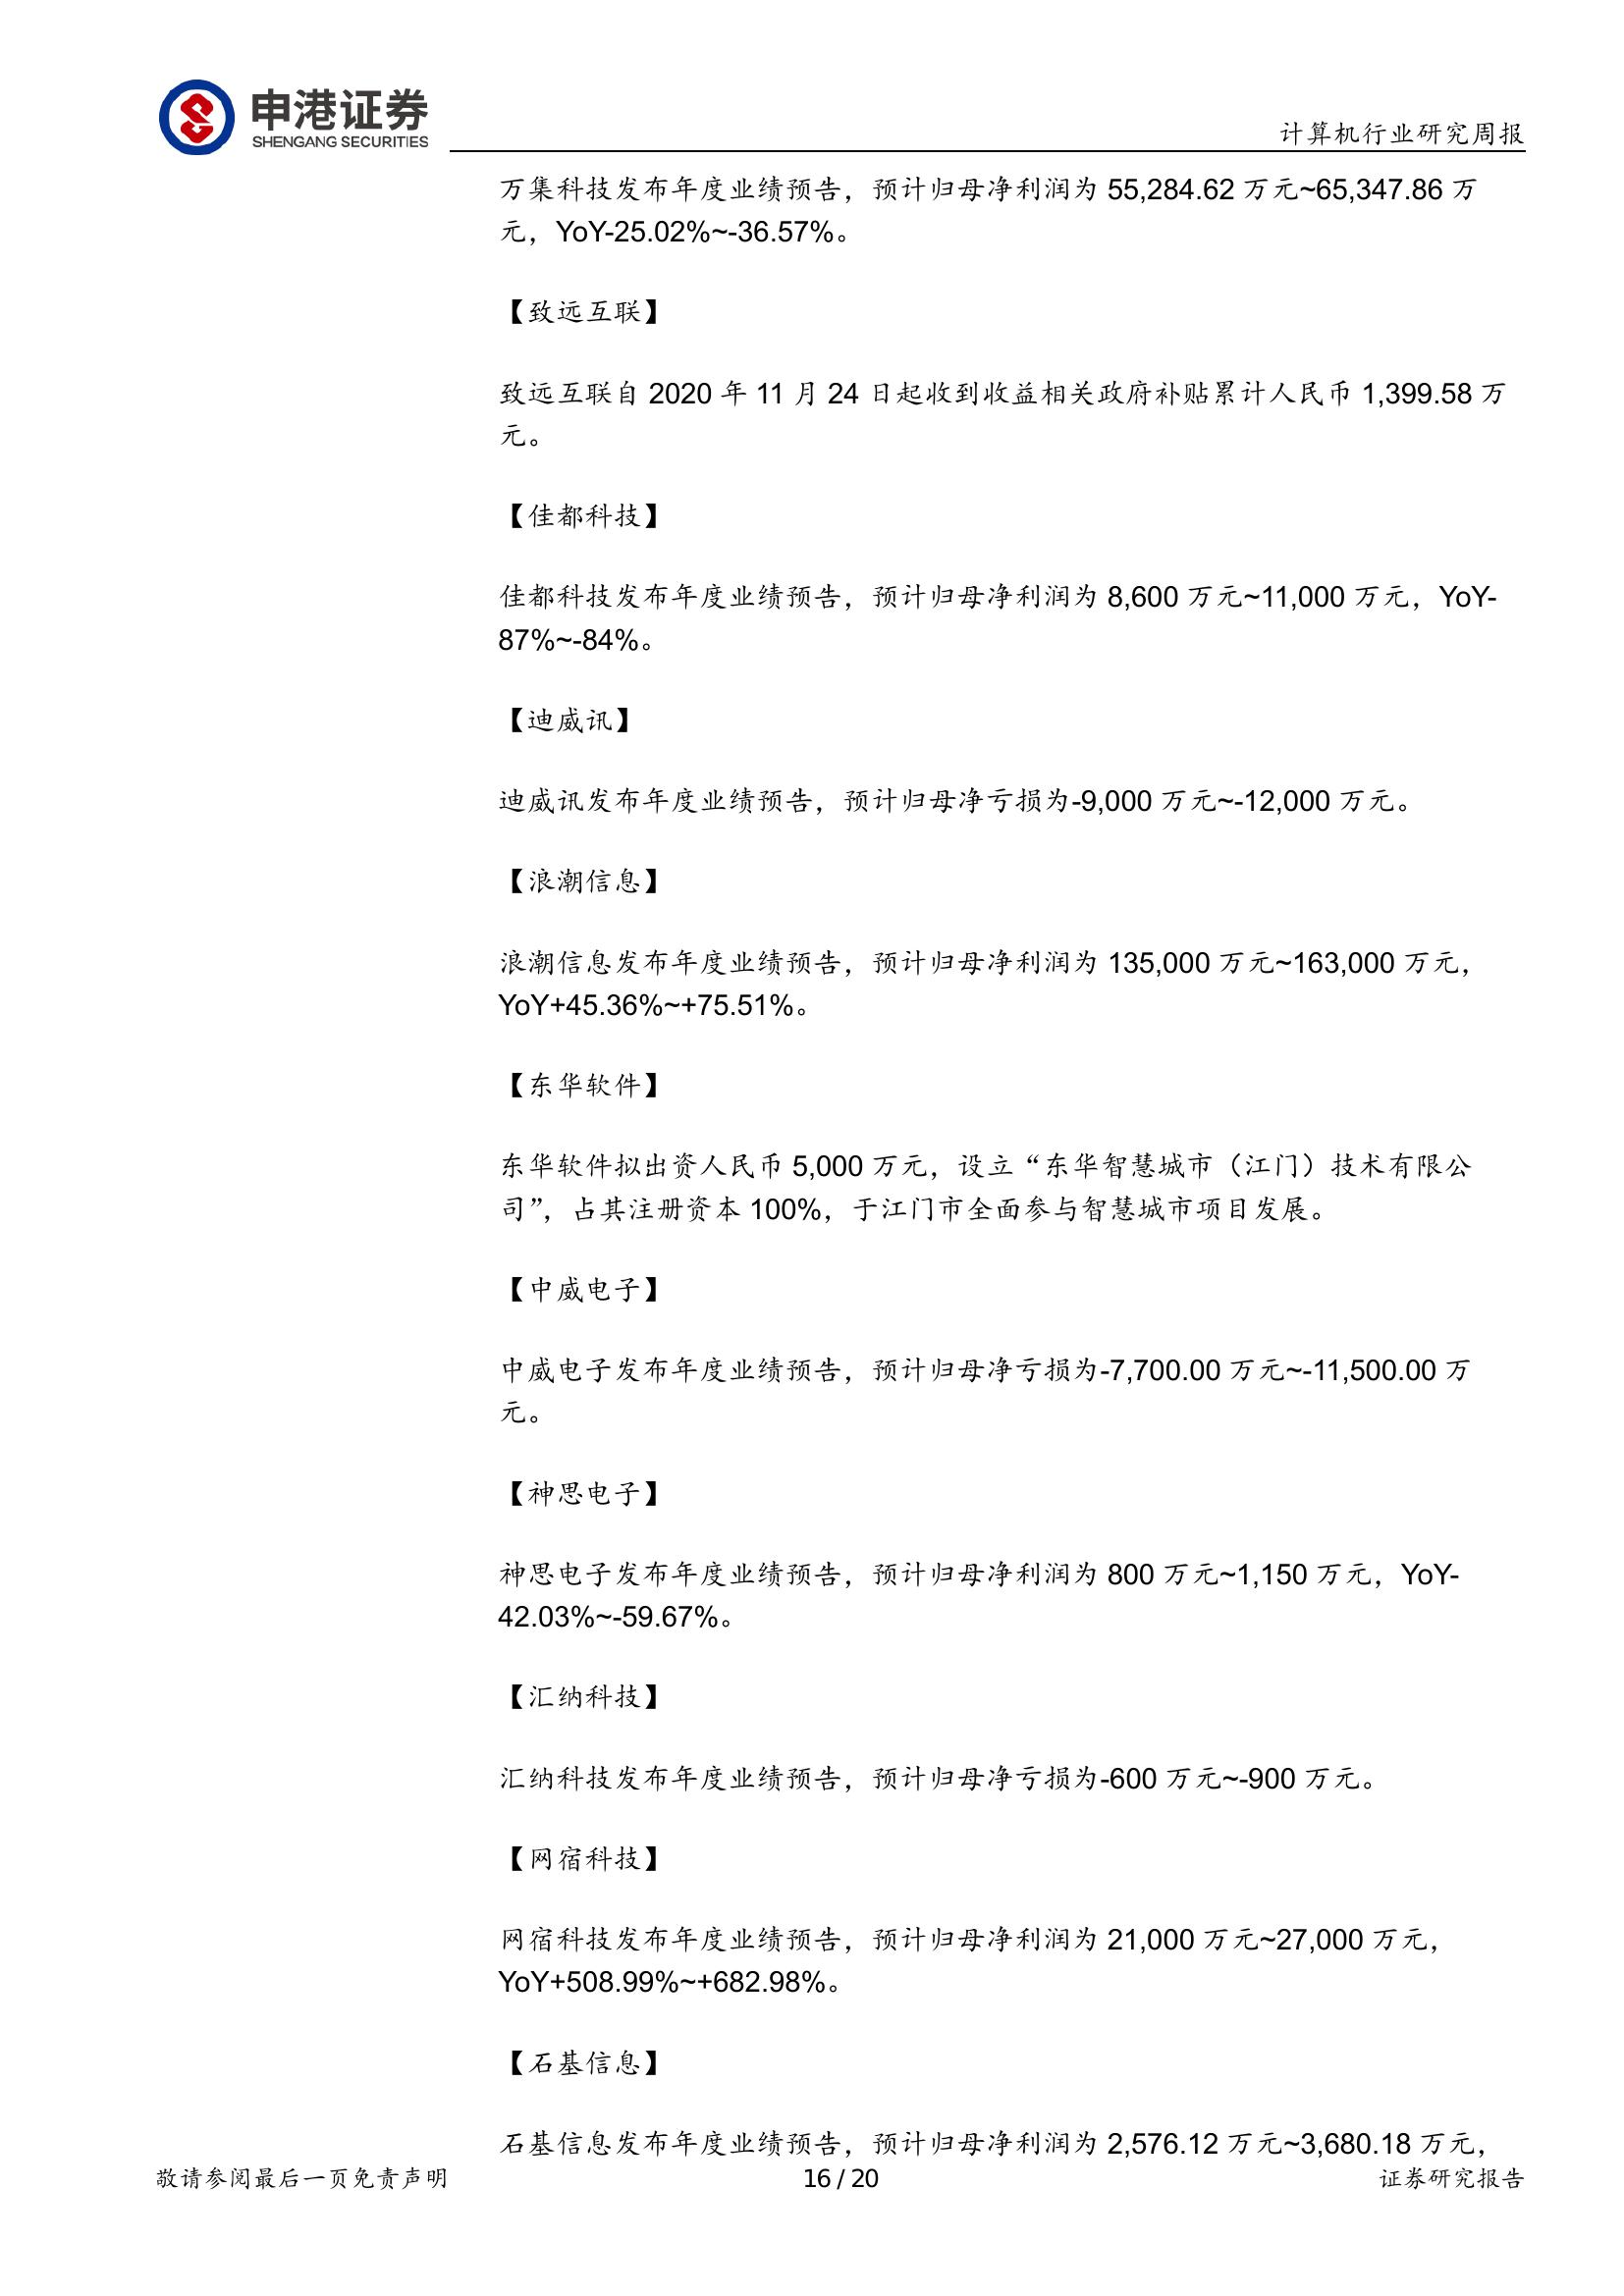 申港证券
SHENGANG SECURITIES
计算机行业研究周报
万集科技发布年度业绩预告，预计归母净利润为 55,284.62 万元~65,347.86 万
元，YoY-25.02%~-36.57%。
【致远互联】
致远互联自 2020 年 11 月 24 日起收到收益相关政府补贴累计人民币 1,399.58 万
元。
【佳都科技】
佳都科技发布年度业绩预告，预计归母净利润为 8,600 万元~11,000 万元，YoY-
87%~-84%。
【迪威讯】
迪威讯发布年度业绩预告，预计归母净亏损为-9,000 万元~-12,000 万元。
【浪潮信息】
浪潮信息发布年度业绩预告，预计归母净利润为 135,000 万元~163,000 万元，
YoY+45.36%~+75.51%。
【东华软件】
东华软件拟出资人民币 5,000 万元，设立“东华智慧城市（江门）技术有限公
司”，占其注册资本 100%，于江门市全面参与智慧城市项目发展。
【中威电子】
中威电子发布年度业绩预告，预计归母净亏损为-7,700.00 万元~-11,500.00 万
元。
【神思电子】
神思电子发布年度业绩预告，预计归母净利润为 800 万元~1,150 万元，YoY-
42.03%~-59.67%。
【汇纳科技】
汇纳科技发布年度业绩预告，预计归母净亏损为-600 万元~-900 万元。
【网宿科技】
网宿科技发布年度业绩预告，预计归母净利润为 21,000 万元~27,000 万元，
YoY+508.99%~+682.98%。
【石基信息】
石基信息发布年度业绩预告，预计归母净利润为 2,576.12 万元~3,680.18 万元，
敬请参阅最后一页免责声明
16 / 20
证券研究报告